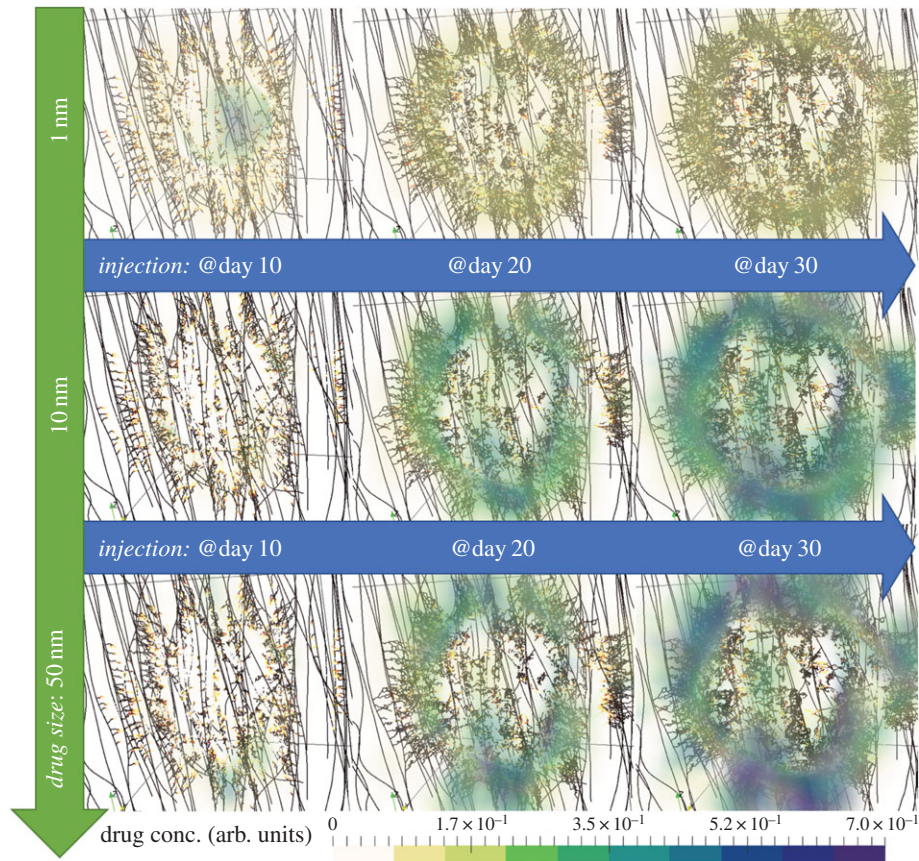 1 nm
injection: @day 10 @day 20 @day 30
10 nm
injection: @day 10 @day 20 @day 30
drug size: 50 nm
drug conc. (arb. units)
0 1.7 × 10⁻¹ 3.5 × 10⁻¹ 5.2 × 10⁻¹ 7.0 × 10⁻¹